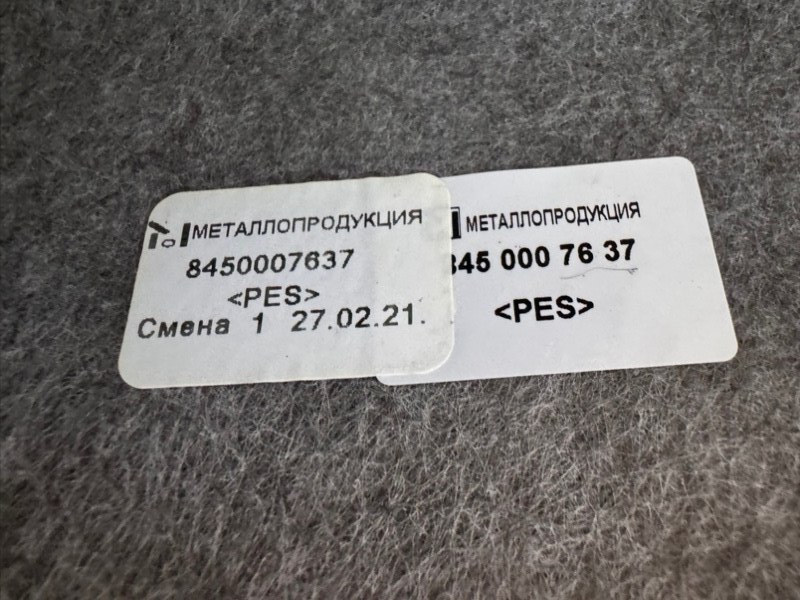 МЕТАЛЛОПРОДУКЦИЯ
8450007637
<PES>
Смена 1 27.02.21.
МЕТАЛЛОПРОДУКЦИЯ
845 000 76 37
<PES>